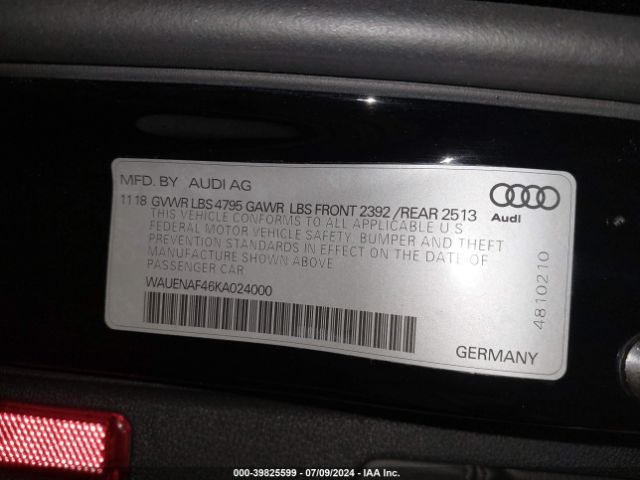 MFD. BY AUDI AG
11 18 GVWR LBS 4795 GAWR LBS FRONT 2392 /REAR 2513
THIS VEHICLE CONFORMS TO ALL APPLICABLE U S
FEDERAL MOTOR VEHICLE SAFETY, BUMPER AND THEFT
PREVENTION STANDARDS IN EFFECT ON THE DATE OF
MANUFACTURE SHOWN ABOVE
PASSENGER CAR
WAUENAF46KA024000
Audi
4810210
GERMANY
000-39825599 - 07/09/2024 - IAA Inc.